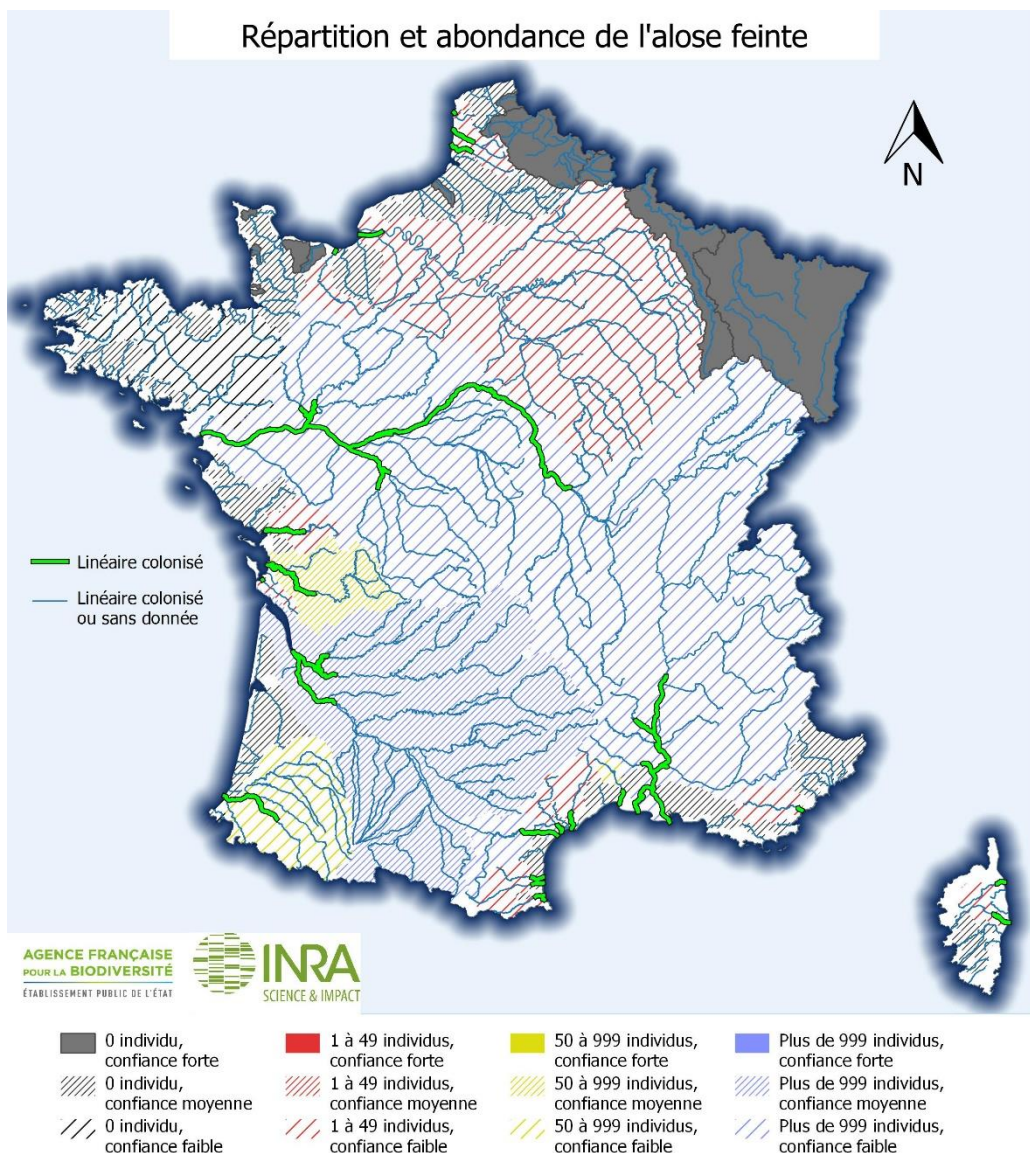 Répartition et abondance de l'alose feinte
N
Linéaire colonisé
Linéaire colonisé
ou sans donnée
AGENCE FRANÇAISE
POUR LA BIODIVERSITÉ
ÉTABLISSEMENT PUBLIC DE L'ÉTAT
INRA
SCIENCE & IMPACT
0 individu,
confiance forte
0 individu,
confiance moyenne
0 individu,
confiance faible
1 à 49 individus,
confiance forte
1 à 49 individus,
confiance moyenne
1 à 49 individus,
confiance faible
50 à 999 individus,
confiance forte
50 à 999 individus,
confiance moyenne
50 à 999 individus,
confiance faible
Plus de 999 individus,
confiance forte
Plus de 999 individus,
confiance moyenne
Plus de 999 individus,
confiance faible